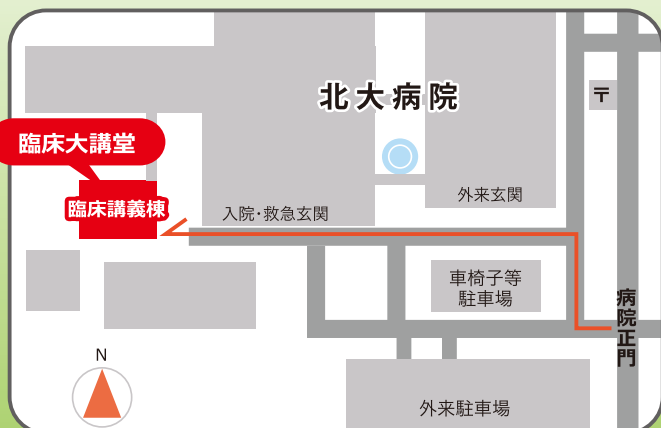 北大病院
〒
臨床大講堂
臨床講義棟
入院・救急玄関
外来玄関
車椅子等
駐車場
病院正門
N
外来駐車場